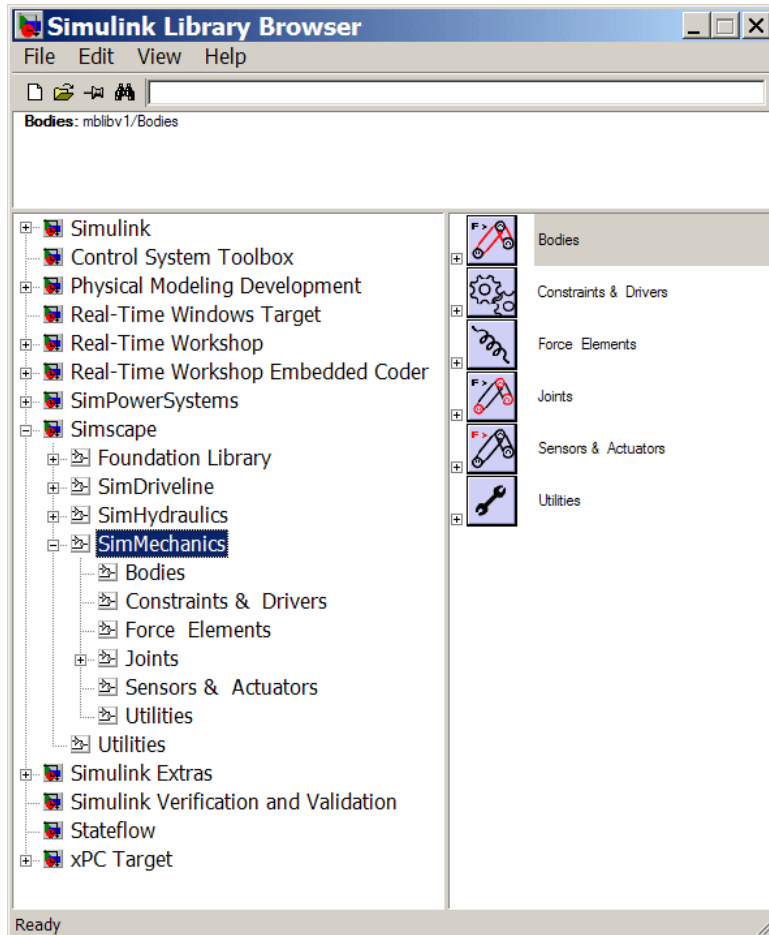 Simulink Library Browser
File Edit View Help
Bodies: mblibv1/Bodies
Simulink
Control System Toolbox
Physical Modeling Development
Real-Time Windows Target
Real-Time Workshop
Real-Time Workshop Embedded Coder
SimPowerSystems
Simscape
Foundation Library
SimDriveline
SimHydraulics
SimMechanics
Bodies
Constraints & Drivers
Force Elements
Joints
Sensors & Actuators
Utilities
Utilities
Simulink Extras
Simulink Verification and Validation
Stateflow
xPC Target
F> Bodies
Constraints & Drivers
Force Elements
F> Joints
F> Sensors & Actuators
Utilities
Ready